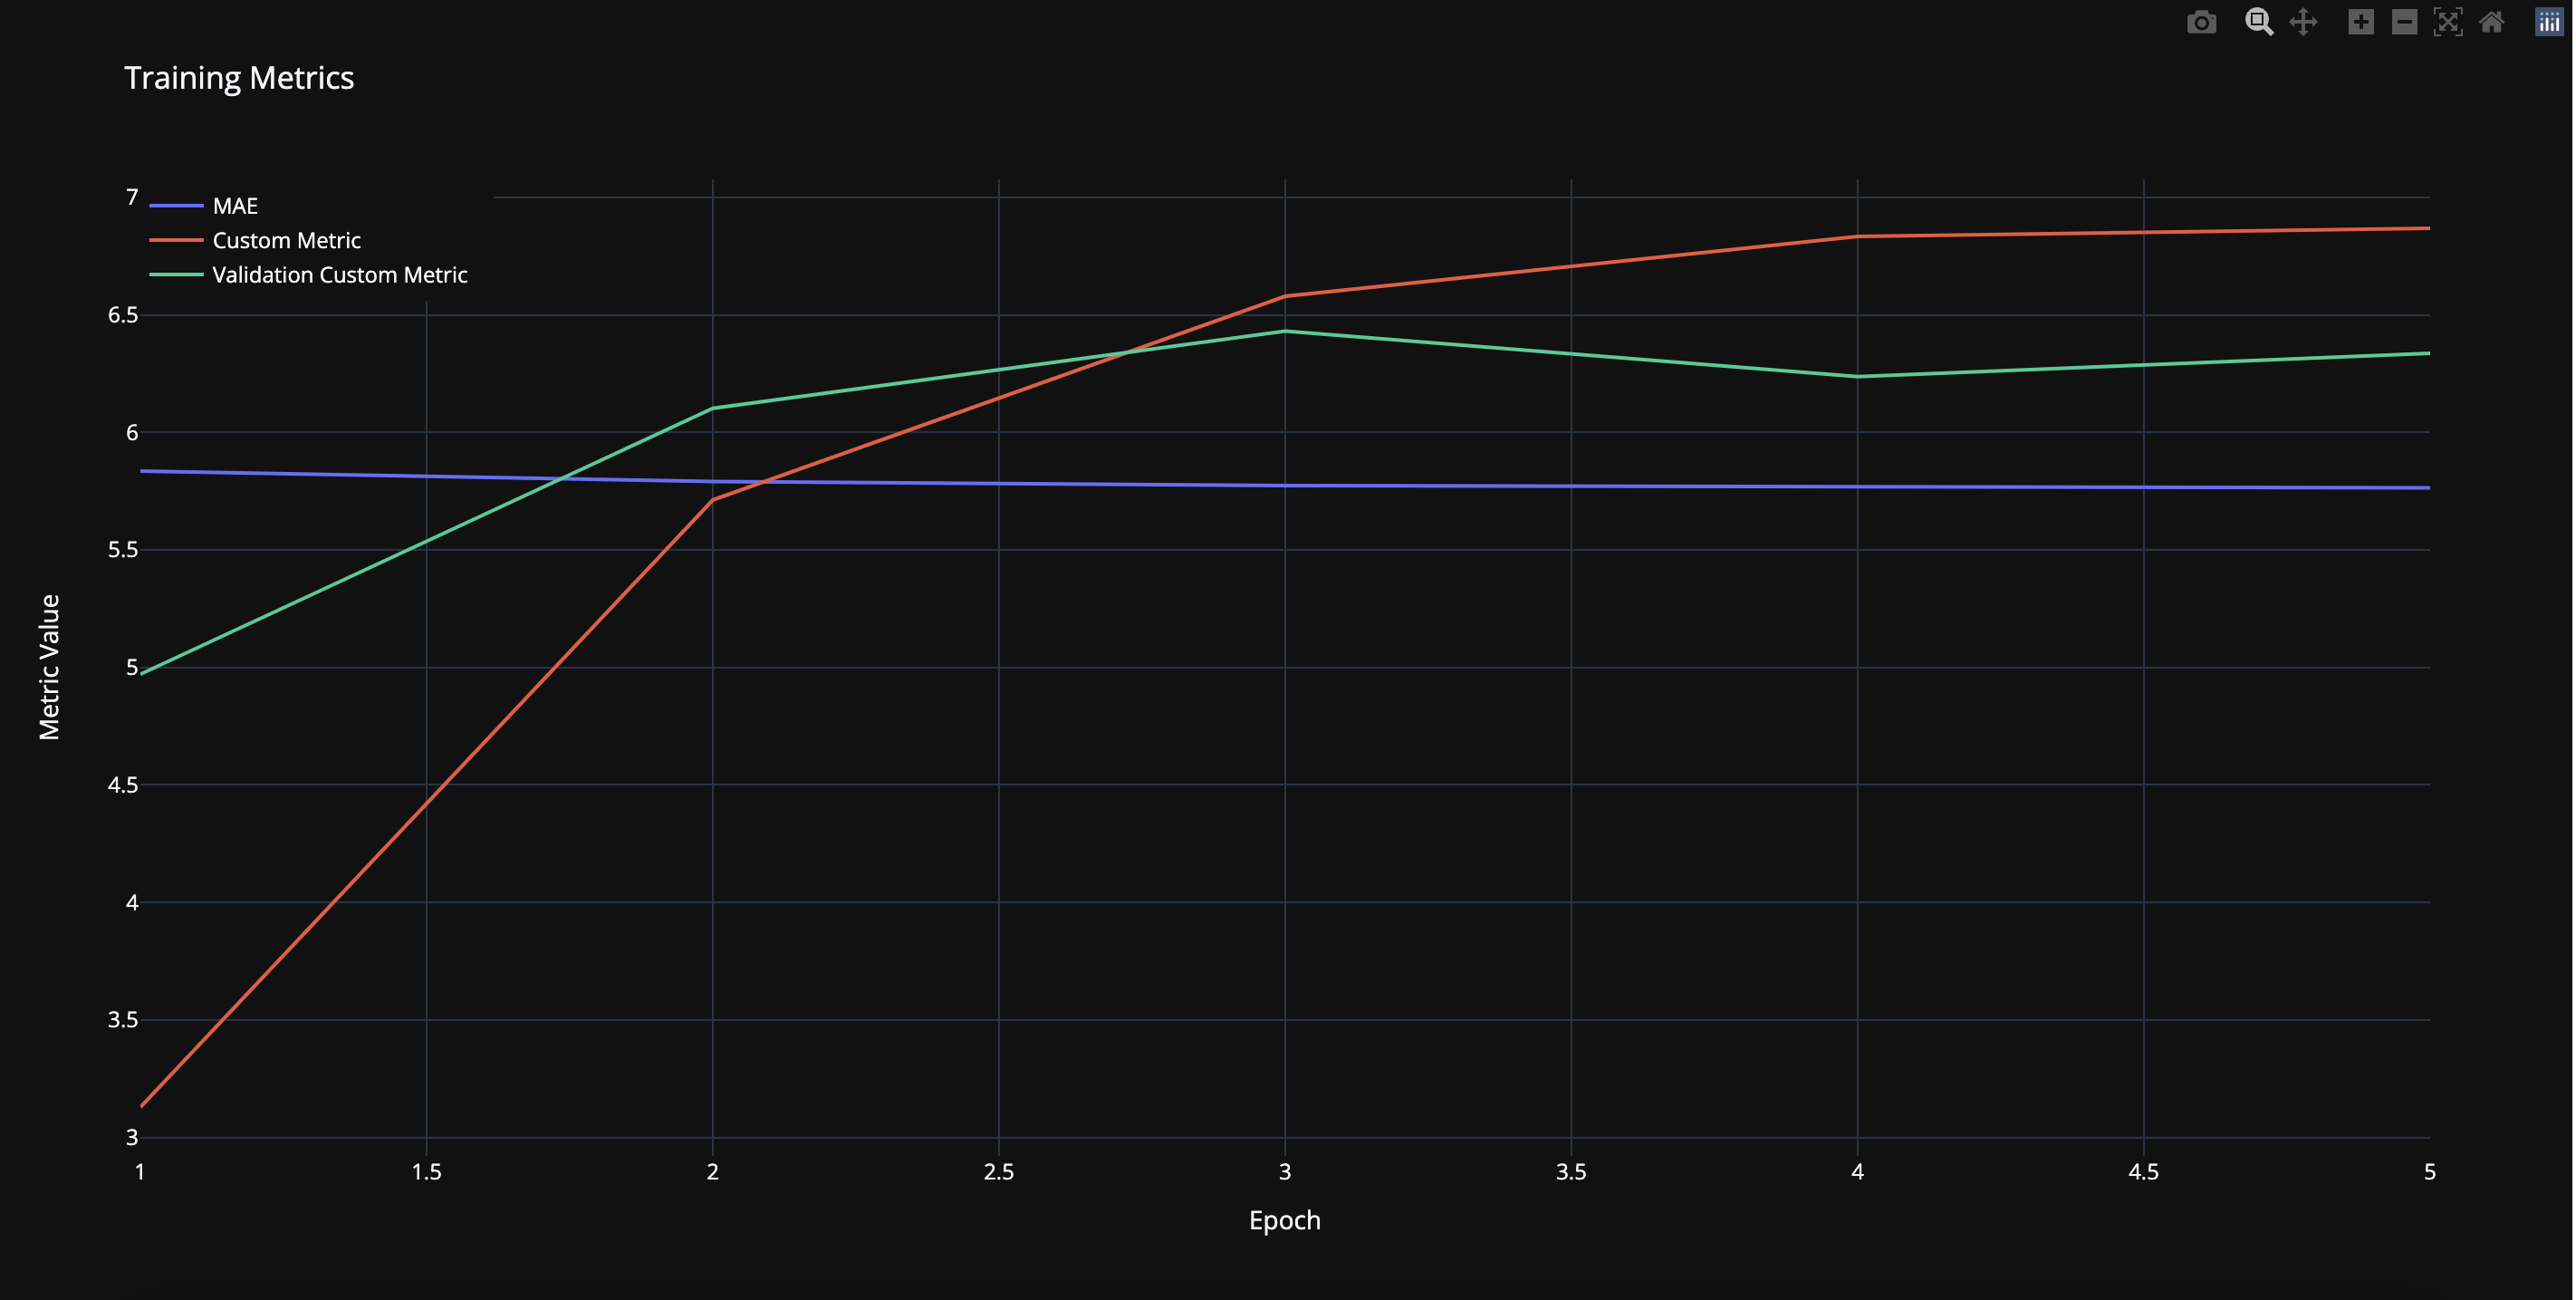 Training Metrics
MAE
Custom Metric
Validation Custom Metric
7
6.5
6
5.5
5
4.5
4
3.5
3
Metric Value
1 1.5 2 2.5 3 3.5 4 4.5 5
Epoch